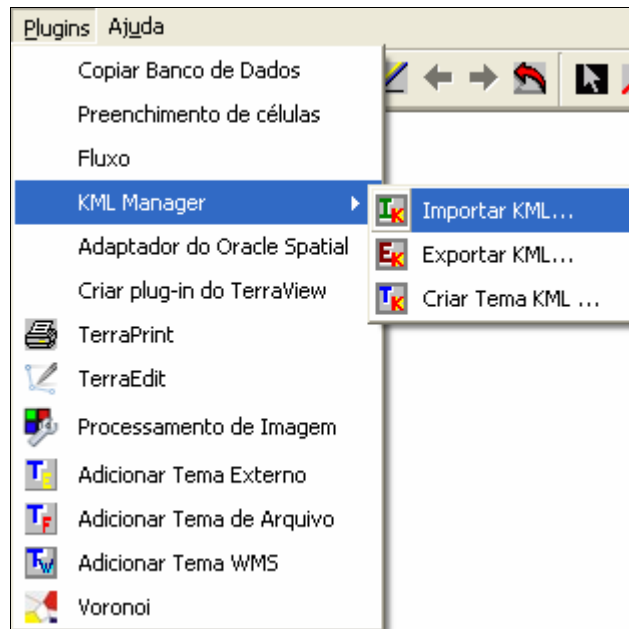 Plugins Ajuda
Copiar Banco de Dados
Preenchimento de células
Fluxo
KML Manager
Importar KML...
Exportar KML...
Criar Tema KML ...
Adaptador do Oracle Spatial
Criar plug-in do TerraView
TerraPrint
TerraEdit
Processamento de Imagem
Adicionar Tema Externo
Adicionar Tema de Arquivo
Adicionar Tema WMS
Voronoi